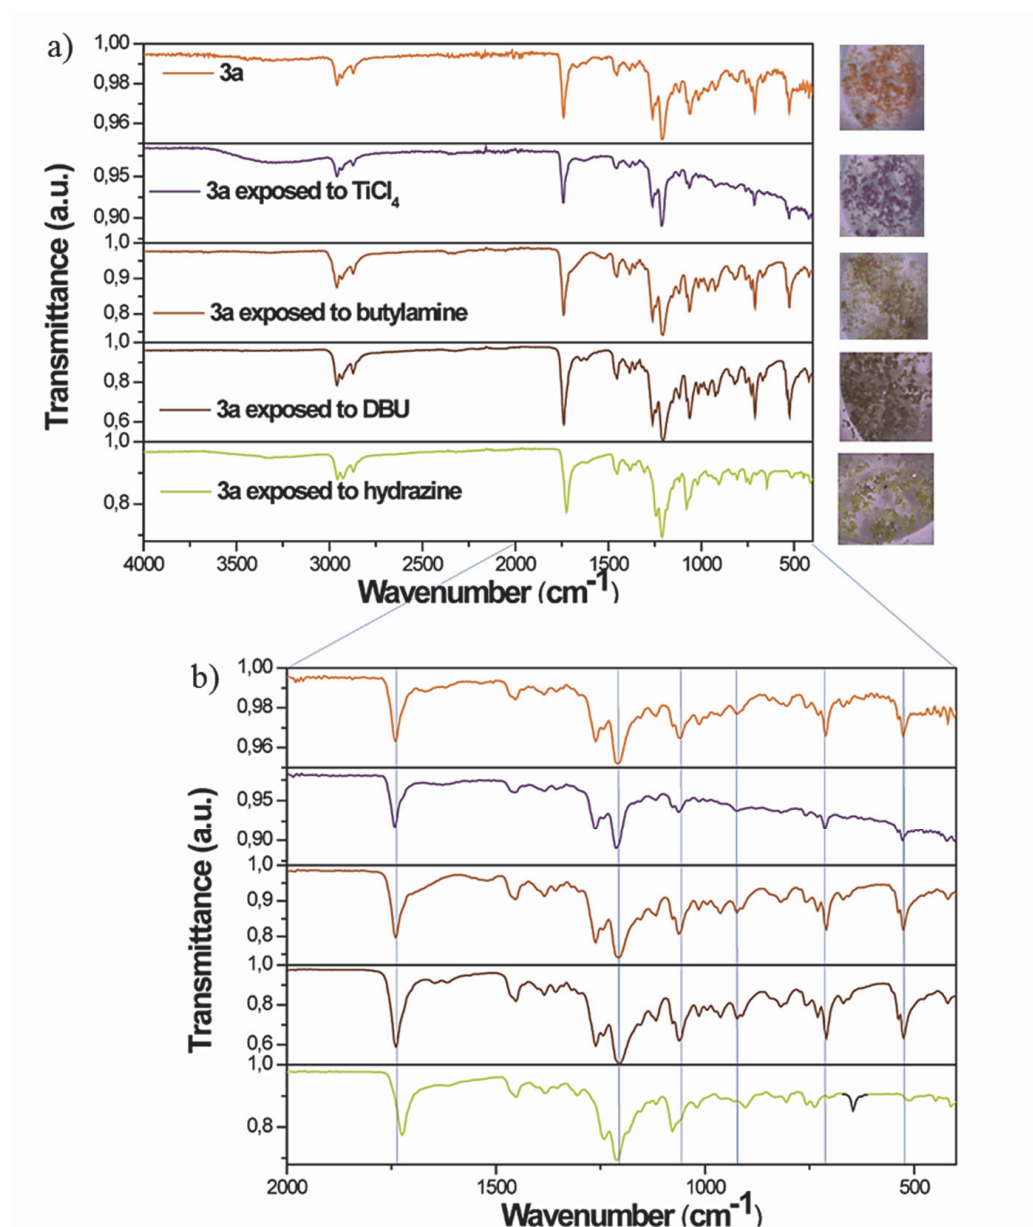 a)
1,00
0,98
0,96
3a
0,95
0,90
3a exposed to TiCl4
1,0
0,9
0,8
3a exposed to butylamine
1,0
0,8
0,6
3a exposed to DBU
1,0
0,8
3a exposed to hydrazine
Transmittance (a.u.)
4000 3500 3000 2500 2000 1500 1000 500
Wavenumber (cm-1)
b)
1,00
0,98
0,96
0,95
0,90
1,0
0,9
0,8
1,0
0,8
0,6
1,0
0,8
Transmittance (a.u.)
2000 1500 1000 500
Wavenumber (cm-1)